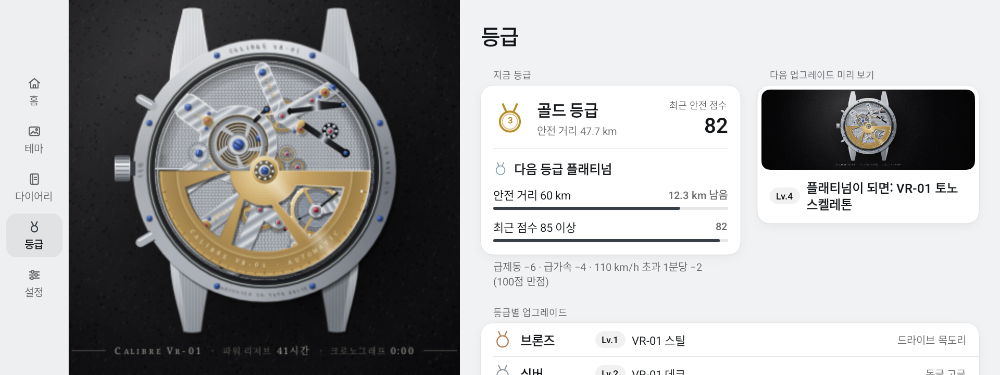 홈
테마
다이어리
등급
설정
CALIBRE VR-01
CALIBRE VR-01 · AUTOMATIC
CALIBRE VR-01 · 파워리저브 41시간 · 크로노그래프 0:00
등급
지금 등급
3
골드 등급
안전 거리 47.7 km
최근 안전 점수
82
다음 등급 플래티넘
안전 거리 60 km
12.3 km 남음
최근 점수 85 이상
82
급제동 −6 · 급가속 −4 · 110 km/h 초과 1분당 −2
(100점 만점)
다음 업그레이드 미리 보기
Lv.4
플래티넘이 되면: VR-01 토노
스켈레톤
등급별 업그레이드
브론즈
Lv.1
VR-01 스틸
드라이브 목도리